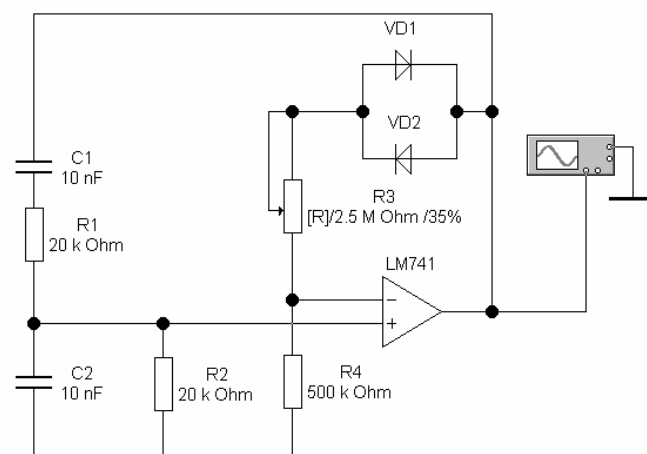 VD1
VD2
C1
10 nF
R3
[R]/2.5 M Ohm /35%
R1
20 k Ohm
LM741
−
+
C2
10 nF
R2
20 k Ohm
R4
500 k Ohm